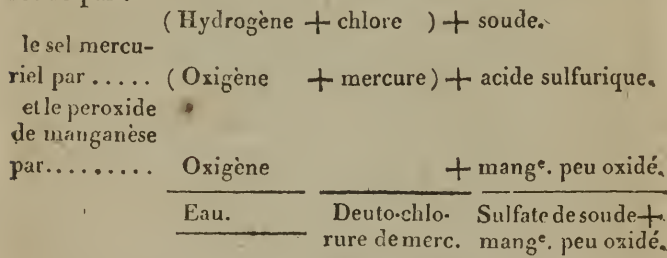 ( Hydrogène + chlore ) + soude.
le sel mercu-
riel par ..... ( Oxigène + mercure ) + acide sulfurique.
et le peroxide
de manganèse
par......... Oxigène + mangᵉ. peu oxidé.
Eau. Deuto-chlo- Sulfate de soude +
rure de merc. mangᵉ. peu oxidé.